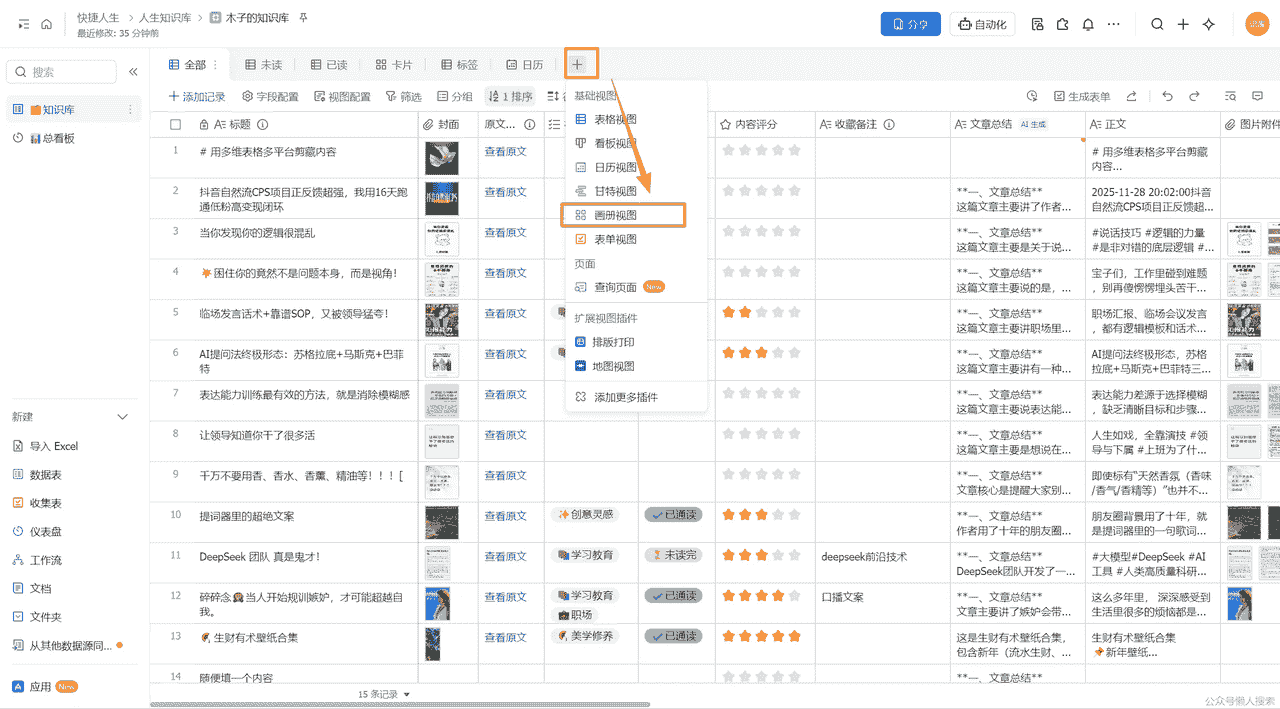 快捷人生 > 人生知识库 > 木子的知识库
最近修改: 35 分钟前
分享
自动化
搜索
知识库
总看板
新建
导入 Excel
数据表
收集表
仪表盘
工作流
文档
文件夹
从其他数据源同...
应用 New
全部 未读 已读 卡片 标签 日历
添加记录 字段配置 视图配置 筛选 分组 1 排序
生成表单
基础视图
表格视图
看板视图
日历视图
甘特视图
画册视图
表单视图
页面
查询页面 New
扩展视图插件
排版打印
地图视图
添加更多插件
标题 封面 原文... 内容评分 收藏备注 文章总结 AI 生成 正文 图片附件
1 # 用多维表格多平台剪藏内容 查看原文 # 用多维表格多平台剪藏
内容...
2 抖音自然流CPS项目正反馈超强，我用16天跑
通低粉高变现闭环 查看原文 **一、文章总结**
这篇文章主要讲了作者... 2025-11-28 20:02:00抖音
自然流CPS项目正反馈超...
3 当你发现你的逻辑很混乱 查看原文 **一、文章总结**
这篇文章主要是关于说... #说话技巧 #逻辑的力量
#是非对错的底层逻辑 #...
4 困住你的竟然不是问题本身，而是视角！ 查看原文 **一、文章总结**
这篇文章主要说的是，... 宝子们，工作里碰到难题
，别再傻愣愣埋头苦干...
5 临场发言话术+靠谱SOP，又被领导猛夸！ 查看原文 **一、文章总结**
这篇文章主要讲职场里... 职场汇报、临场会议发言
，都有硬核模板和话术...
6 AI提问法终极形态：苏格拉底+马斯克+巴菲
特 查看原文 **一、文章总结**
这篇文章主要讲有一种... AI提问法终极形态，苏格
拉底+马斯克+巴菲特三...
7 表达能力训练最有效的方法，就是消除模糊感 查看原文 **一、文章总结**
这篇文章主要说表达能... 表达能力差源于选择模糊
，缺乏清晰目标和步骤...
8 让领导知道你干了很多活 查看原文 **一、文章总结**
这篇文章主要是想说在... 人生如戏，全靠演技 #领
导与下属 #上班为了什...
9 千万不要用香、香水、香薰、精油等！！！[ 查看原文 **一、文章总结**
文章核心是提醒大家别... 即使标有“天然香氛（香味
/香气/香精等）”也并不...
10 提词器里的超绝文案 查看原文 创意灵感 已通读 **一、文章总结**
作者用了十年的朋友圈... 朋友圈背景用了十年，就
是提词器里的一句歌词...
11 DeepSeek 团队 真是鬼才！ 查看原文 学习教育 未读完 deepseek前沿技术 **一、文章总结**
DeepSeek团队开发了一... #大模型 #DeepSeek #AI
工具 #人类高质量科研...
12 碎碎念 当人开始规训嫉妒，才可能超越自
我。 查看原文 学习教育
职场 已通读 口播文案 **一、文章总结**
文章主要讲了嫉妒会带... 这么多年里， 深深感受到
生活里很多的烦恼都是...
13 生财有术壁纸合集 查看原文 美学修养 已通读 这是生财有术壁纸合集，
包含新年（流水生财、... 生财有术壁纸合集
新年壁纸...
14 随便填一个内容 **一、文章总结**
15 条记录
公众号懒人搜索